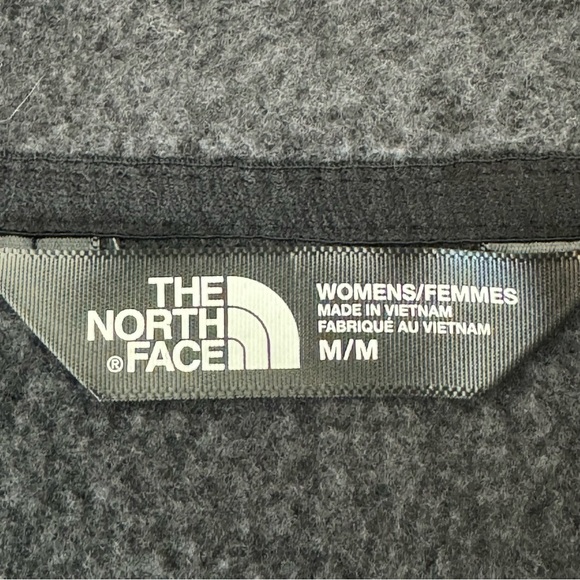 THE
NORTH
®FACE
WOMENS/FEMMES
MADE IN VIETNAM
FABRIQUÉ AU VIETNAM
M/M